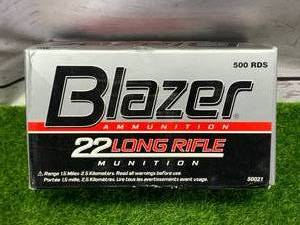 500 RDS
Blazer
AMMUNITION
22 LONG RIFLE
MUNITION
⚠ Range 1.5 Miles/ 2.5 Kilometers. Read all warnings before use.
Portée 1.5 mille, 2.5 Kilomètres. Lire tous les avertissements avant usage.
50021